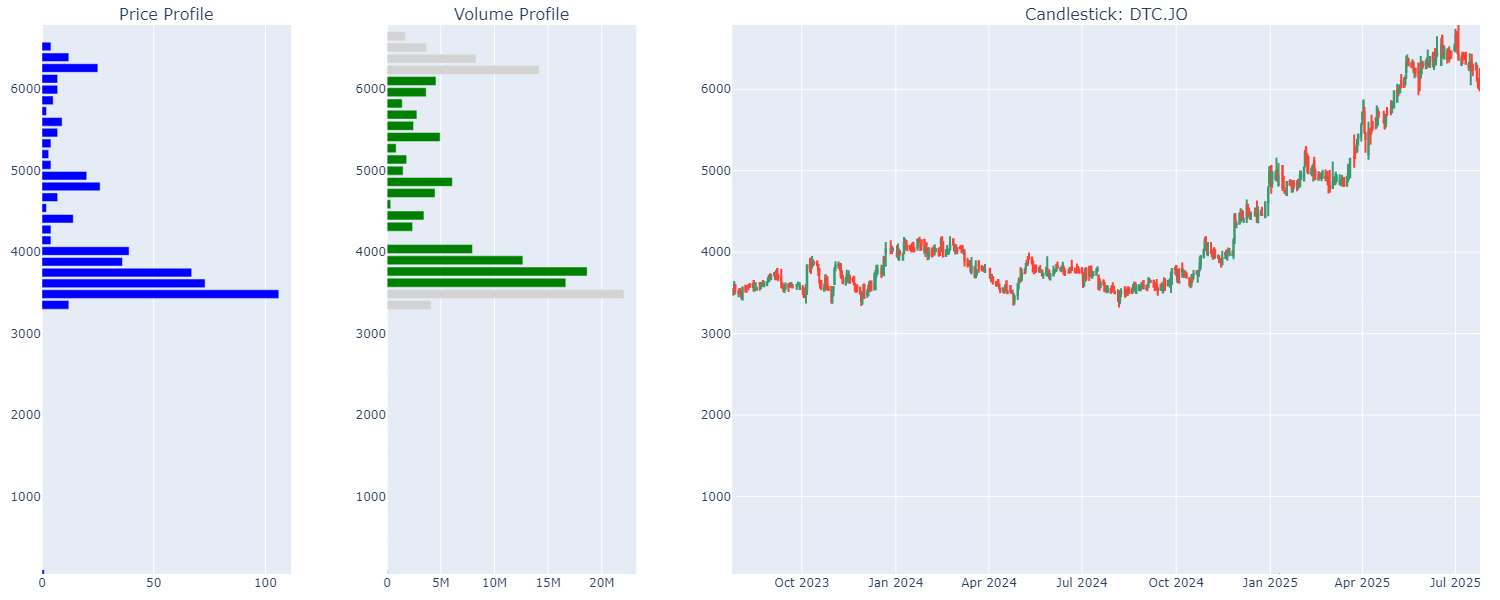 Price Profile
Volume Profile
Candlestick: DTC.JO
6000
5000
4000
3000
2000
1000
0
50
100
6000
5000
4000
3000
2000
1000
0
5M
10M
15M
20M
6000
5000
4000
3000
2000
1000
Oct 2023
Jan 2024
Apr 2024
Jul 2024
Oct 2024
Jan 2025
Apr 2025
Jul 2025